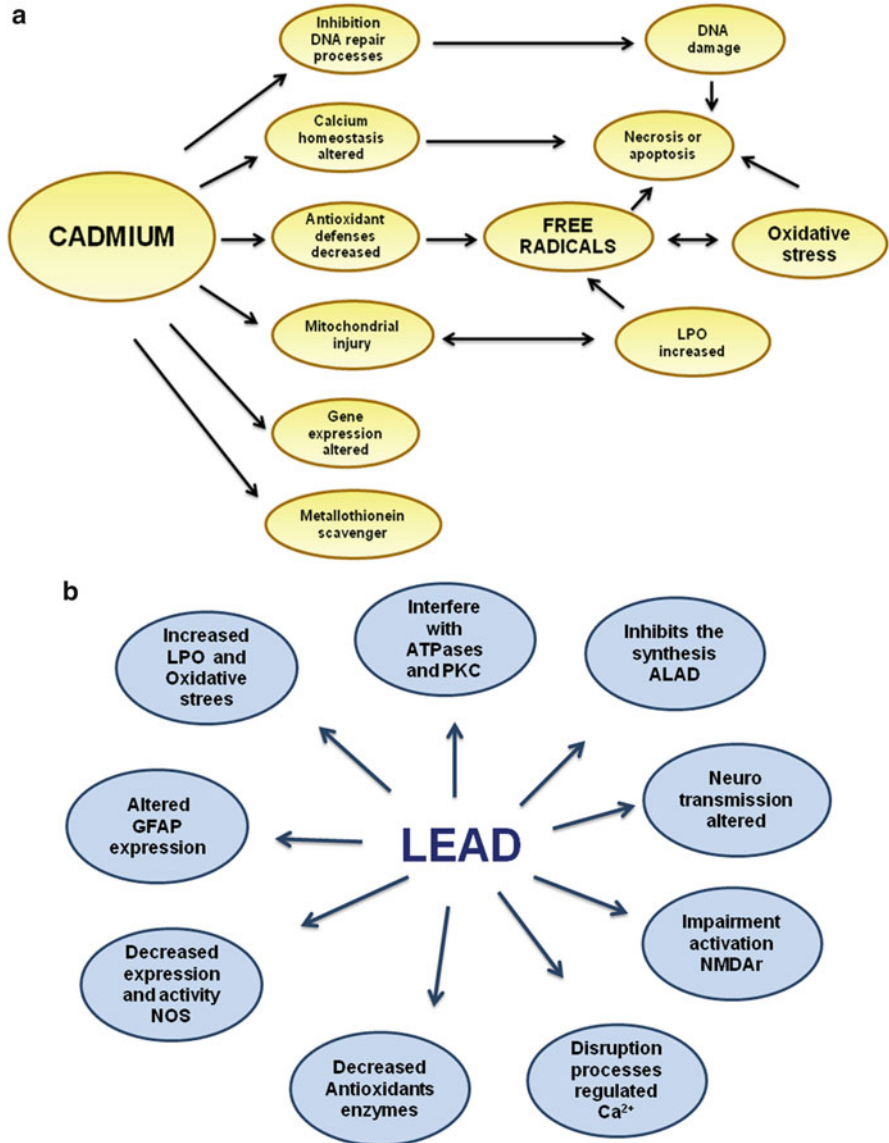 a
Inhibition
DNA repair
processes
DNA
damage
Calcium
homeostasis
altered
Necrosis or
apoptosis
CADMIUM
Antioxidant
defenses
decreased
FREE
RADICALS
Oxidative
stress
Mitochondrial
injury
LPO
increased
Gene
expression
altered
Metallothionein
scavenger
b
Increased
LPO and
Oxidative
strees
Interfere
with
ATPases
and PKC
Inhibits the
synthesis
ALAD
Altered
GFAP
expression
LEAD
Neuro
transmission
altered
Decreased
expression
and activity
NOS
Impairment
activation
NMDAr
Decreased
Antioxidants
enzymes
Disruption
processes
regulated
Ca²⁺